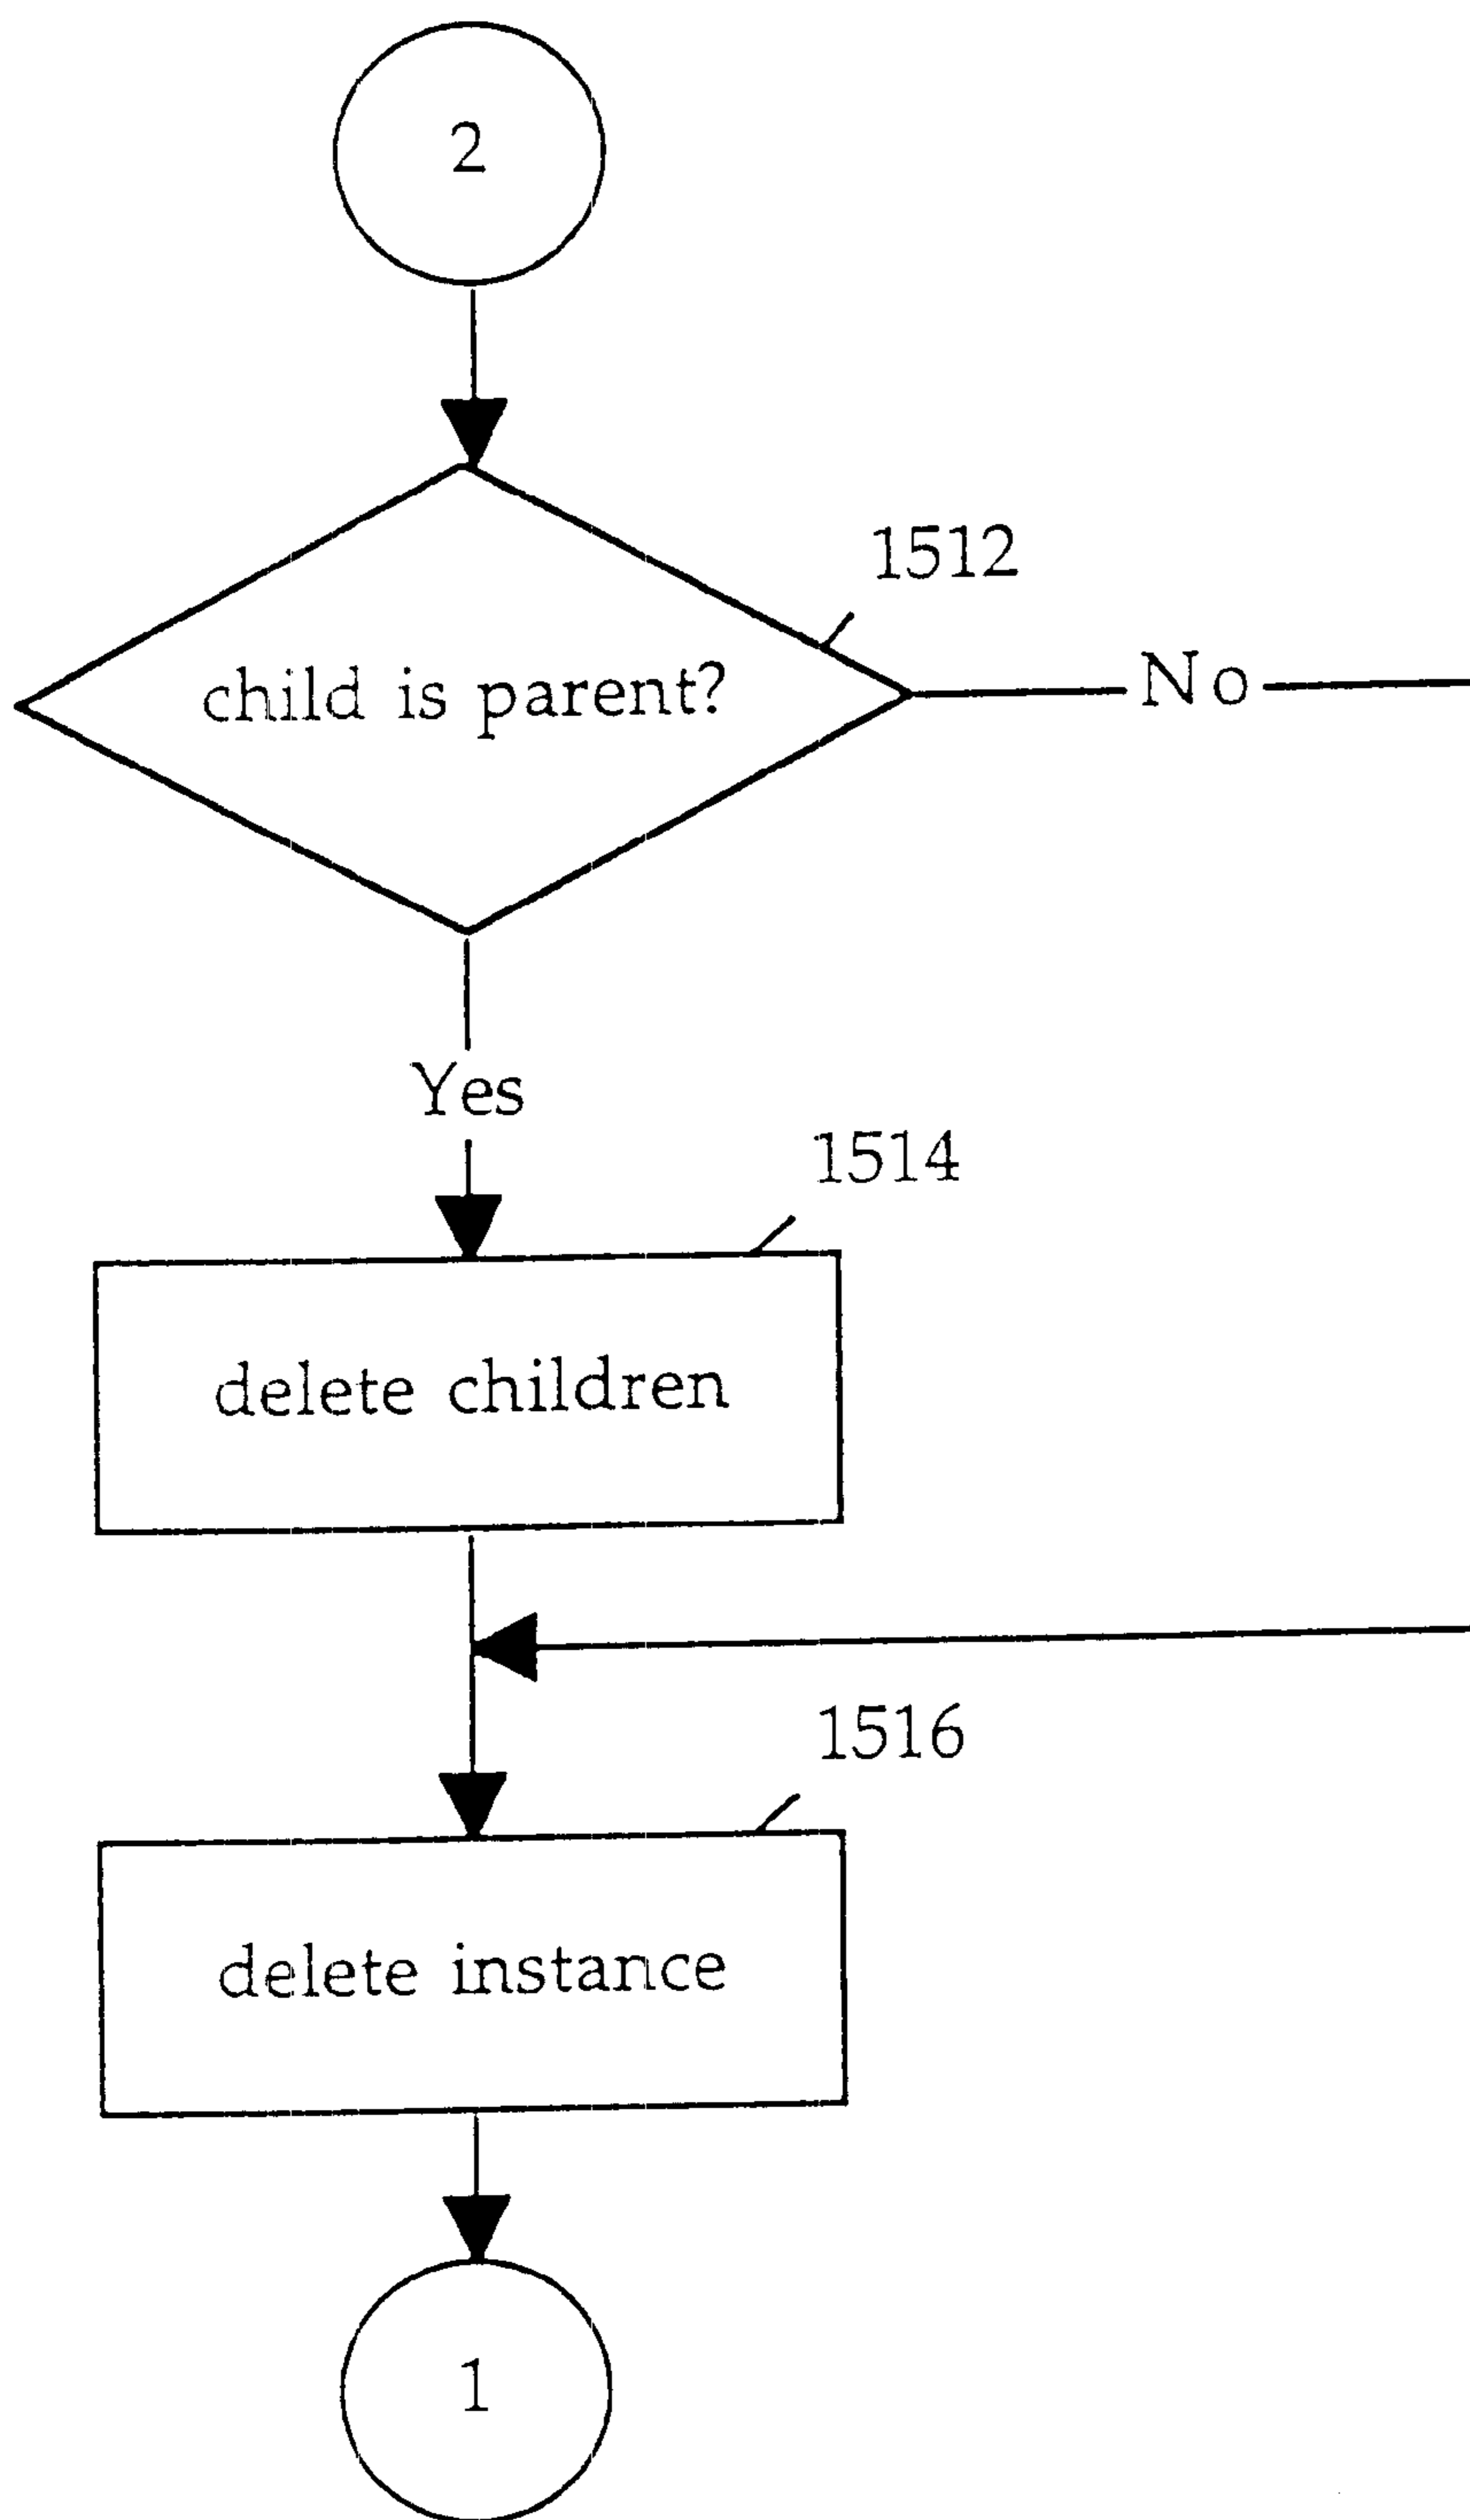 2
1512
child is parent?
No
Yes
1514
delete children
1516
delete instance
1